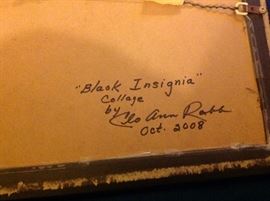 "Black Insignia"
Collage
by Cleo Ann Rabb
Oct. 2008